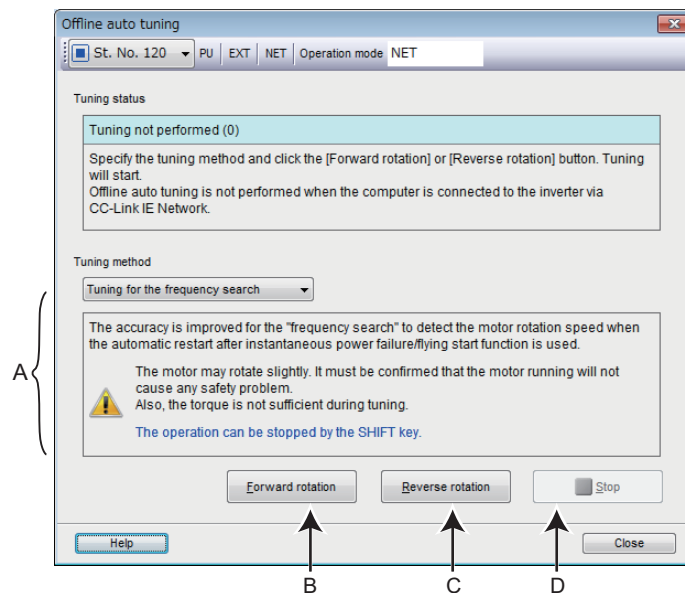 Offline auto tuning
St. No. 120 PU EXT NET Operation mode NET
Tuning status
Tuning not performed (0)
Specify the tuning method and click the [Forward rotation] or [Reverse rotation] button. Tuning
will start.
Offline auto tuning is not performed when the computer is connected to the inverter via
CC-Link IE Network.
Tuning method
Tuning for the frequency search
A
The accuracy is improved for the "frequency search" to detect the motor rotation speed when
the automatic restart after instantaneous power failure/flying start function is used.
The motor may rotate slightly. It must be confirmed that the motor running will not
cause any safety problem.
Also, the torque is not sufficient during tuning.
The operation can be stopped by the SHIFT key.
Forward rotation Reverse rotation Stop
Help Close
B C D